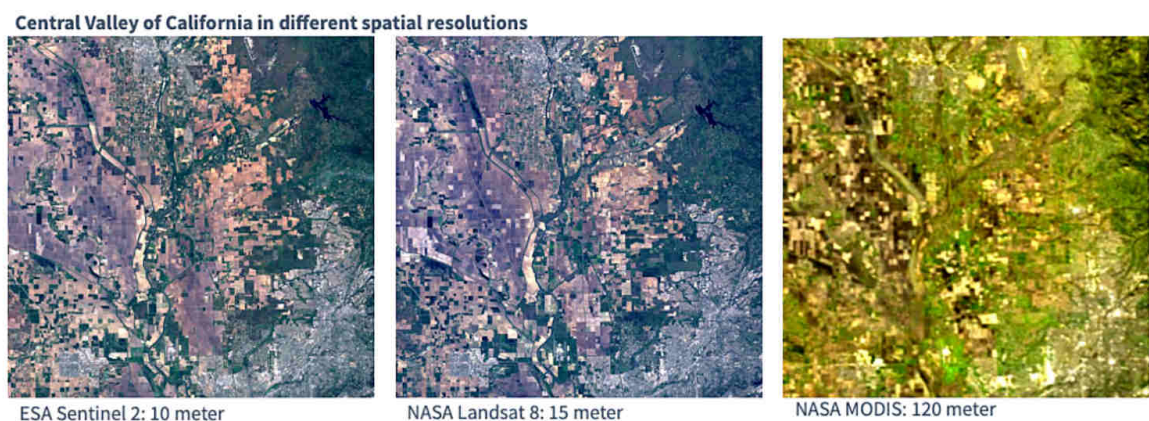 Central Valley of California in different spatial resolutions
ESA Sentinel 2: 10 meter
NASA Landsat 8: 15 meter
NASA MODIS: 120 meter